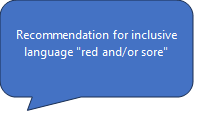 Recommendation for inclusive
language "red and/or sore"